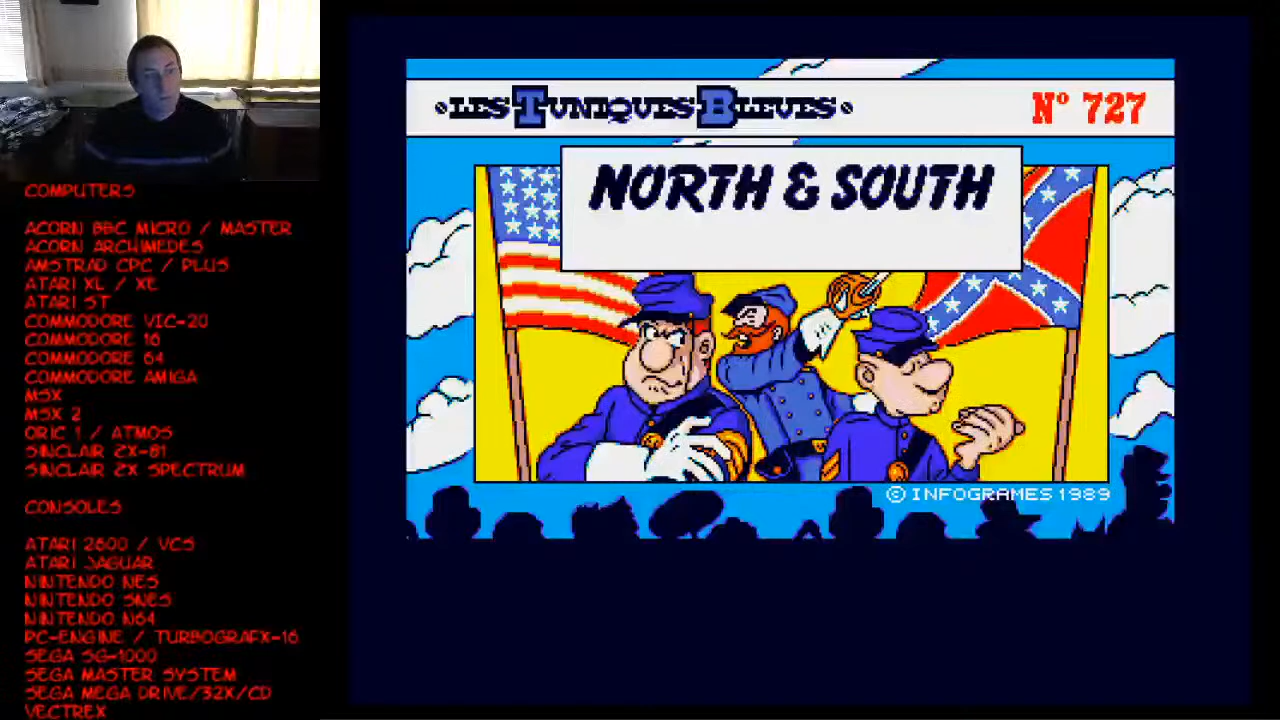 COMPUTERS
ACORN BBC MICRO / MASTER
ACORN ARCHIMEDES
AMSTRAD CPC / PLUS
ATARI XL / XE
ATARI ST
COMMODORE VIC-20
COMMODORE 16
COMMODORE 64
COMMODORE AMIGA
MSX
MSX 2
ORIC 1 / ATMOS
SINCLAIR ZX-81
SINCLAIR ZX SPECTRUM
CONSOLES
ATARI 2600 / VCS
ATARI JAGUAR
NINTENDO NES
NINTENDO SNES
NINTENDO N64
PC-ENGINE / TURBOGRAFX-16
SEGA SG-1000
SEGA MASTER SYSTEM
SEGA MEGA DRIVE/32X/CD
VECTREX
•LES TUNIQUES BLEUES•
Nº 727
NORTH & SOUTH
© INFOGRAMES 1989